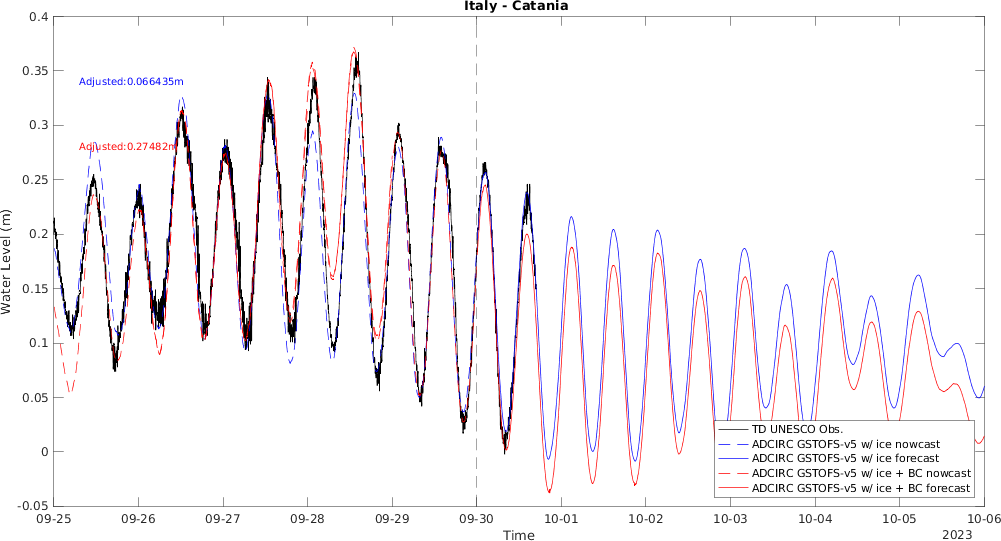 Italy - Catania
0.4
0.35
0.3
0.25
0.2
0.15
0.1
0.05
0
-0.05
Water Level (m)
Adjusted:0.066435m
Adjusted:0.27482m
TD UNESCO Obs.
ADCIRC GSTOFS-v5 w/ ice nowcast
ADCIRC GSTOFS-v5 w/ ice forecast
ADCIRC GSTOFS-v5 w/ ice + BC nowcast
ADCIRC GSTOFS-v5 w/ ice + BC forecast
09-25 09-26 09-27 09-28 09-29 09-30 10-01 10-02 10-03 10-04 10-05 10-06
Time
2023